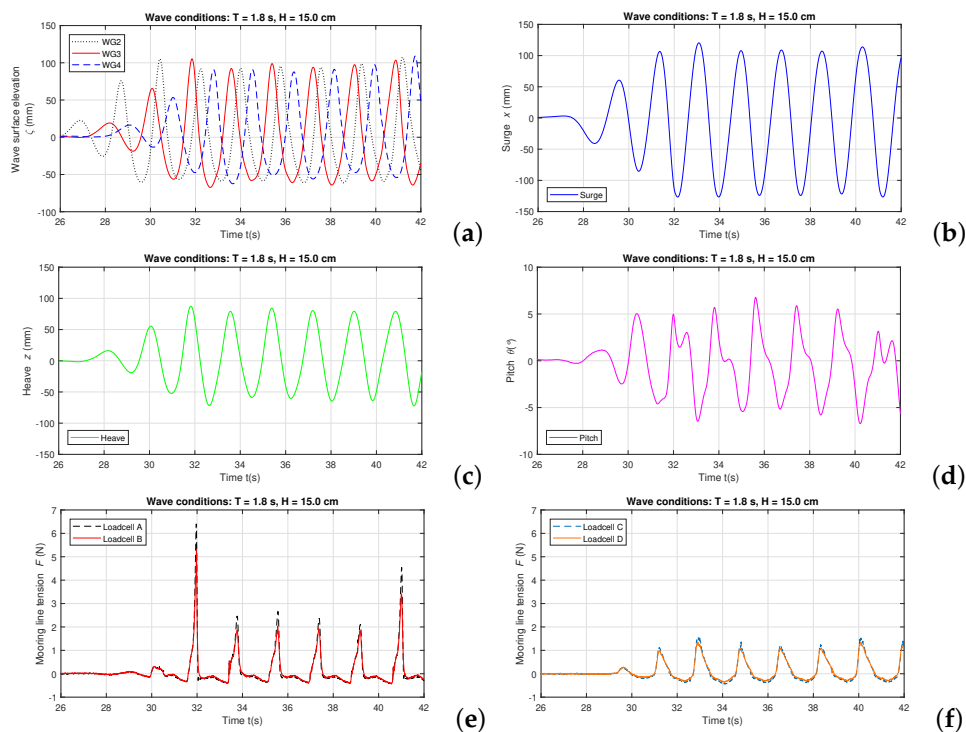 Wave conditions: T = 1.8 s, H = 15.0 cm
150
100
50
0
-50
-100
26 28 30 32 34 36 38 40 42
Wave surface elevation
ζ (mm)
Time t(s)
WG2
WG3
WG4
(a)
Wave conditions: T = 1.8 s, H = 15.0 cm
150
100
50
0
-50
-100
-150
26 28 30 32 34 36 38 40 42
Surge x (mm)
Time t(s)
Surge
(b)
Wave conditions: T = 1.8 s, H = 15.0 cm
150
100
50
0
-50
-100
-150
26 28 30 32 34 36 38 40 42
Heave z (mm)
Time t(s)
Heave
(c)
Wave conditions: T = 1.8 s, H = 15.0 cm
10
5
0
-5
-10
26 28 30 32 34 36 38 40 42
Pitch θ(º)
Time t(s)
Pitch
(d)
Wave conditions: T = 1.8 s, H = 15.0 cm
7
6
5
4
3
2
1
0
-1
26 28 30 32 34 36 38 40 42
Mooring line tension F (N)
Time t(s)
Loadcell A
Loadcell B
(e)
Wave conditions: T = 1.8 s, H = 15.0 cm
7
6
5
4
3
2
1
0
-1
26 28 30 32 34 36 38 40 42
Mooring line tension F (N)
Time t(s)
Loadcell C
Loadcell D
(f)